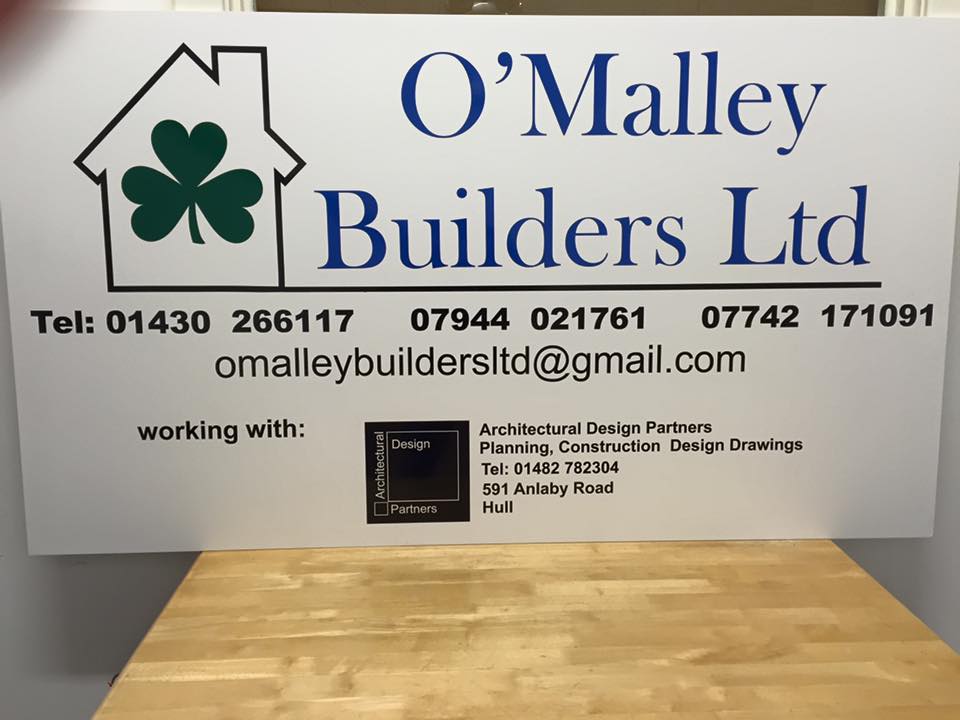 O'Malley
Builders Ltd
Tel: 01430 266117 07944 021761 07742 171091
omalleybuildersltd@gmail.com
working with:
Architectural
Design
Partners
Architectural Design Partners
Planning, Construction Design Drawings
Tel: 01482 782304
591 Anlaby Road
Hull